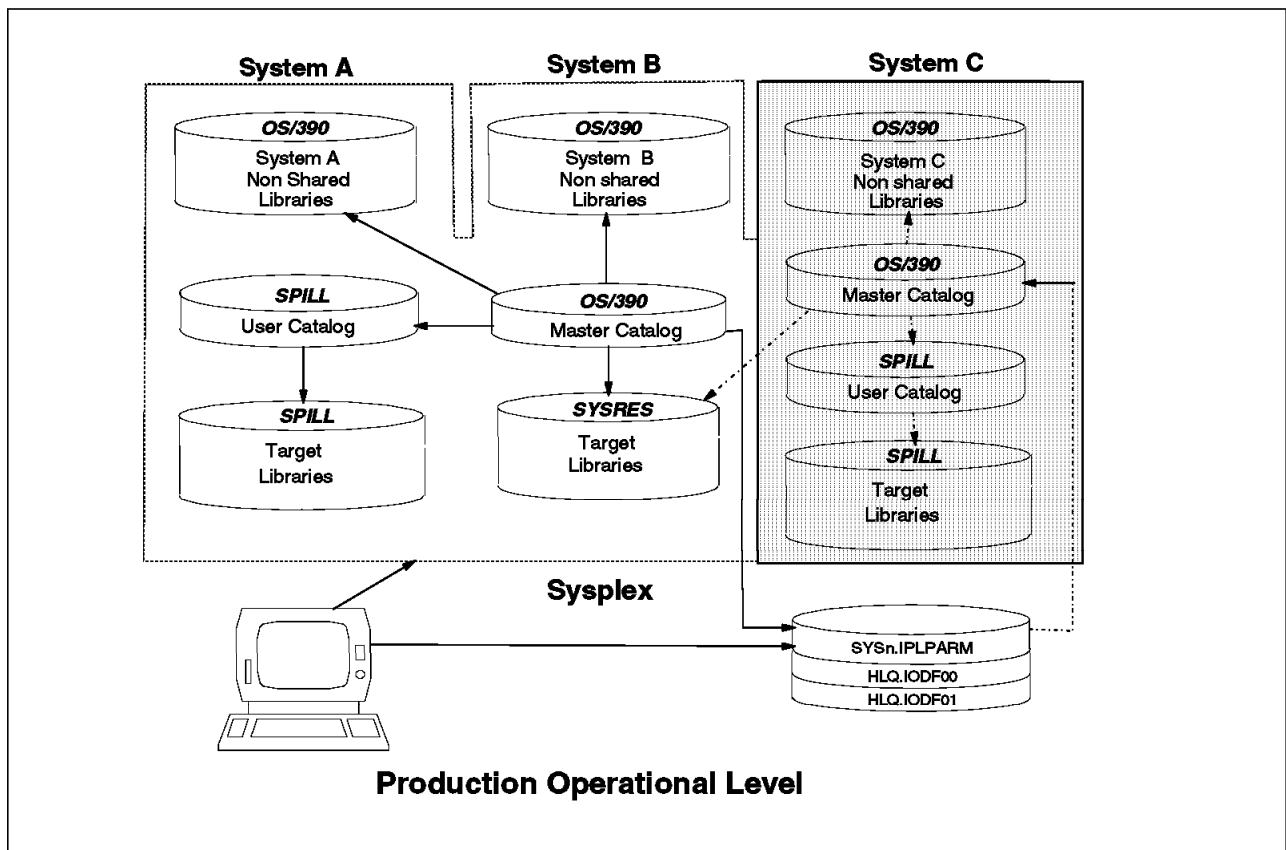 System A
System B
System C
OS/390
System A
Non Shared
Libraries
OS/390
System B
Non shared
Libraries
OS/390
System C
Non shared
Libraries
SPILL
User Catalog
OS/390
Master Catalog
OS/390
Master Catalog
SPILL
User Catalog
SPILL
Target
Libraries
SYSRES
Target
Libraries
SPILL
Target
Libraries
Sysplex
SYSn.IPLPARM
HLQ.IODF00
HLQ.IODF01
Production Operational Level